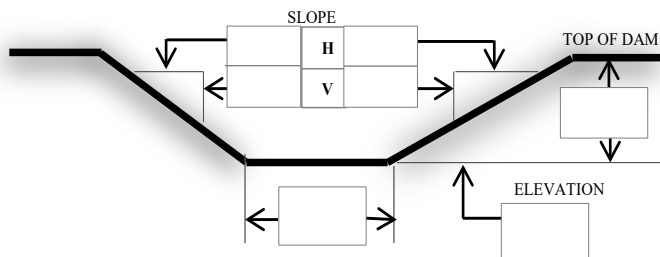 SLOPE
H
V
TOP OF DAM
ELEVATION